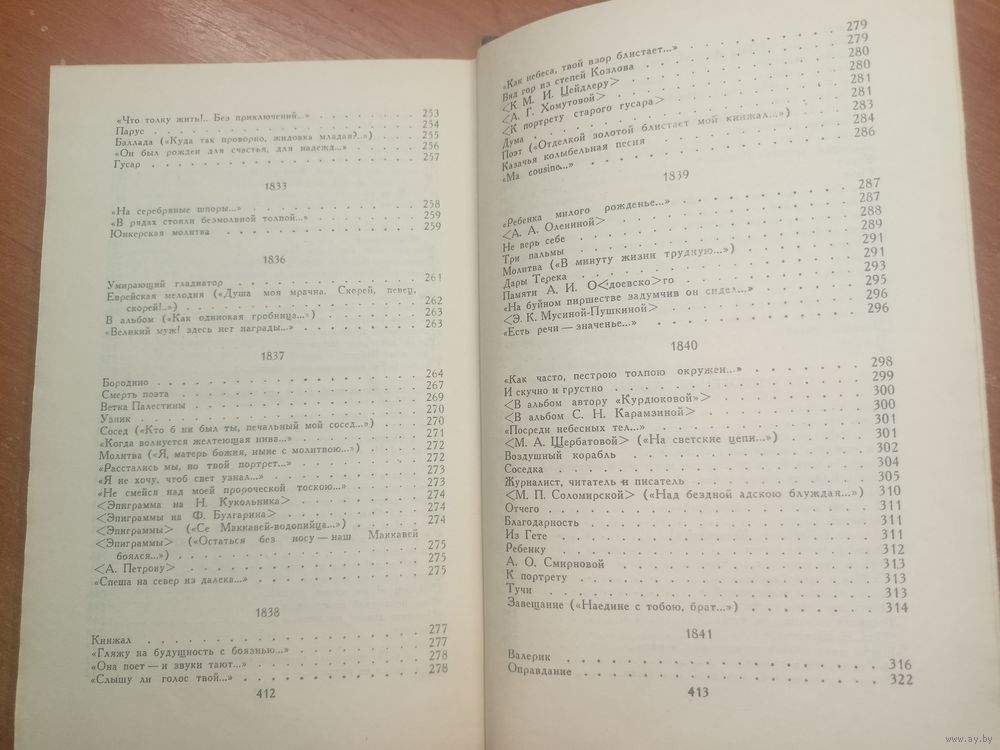 «Что толку жить!.. Без приключений...» 253
Парус 254
Баллада («Куда так проворно, жидовка младая?..») 255
«Он был рожден для счастья, для надежд...» 256
Гусар 257
1833
«На серебряные шпоры...» 258
«В рядах стояли безмолвной толпой...» 259
Юнкерская молитва 259
1836
Умирающий гладиатор 261
Еврейская мелодия («Душа моя мрачна. Скорей, певец,
скорей!..») 262
В альбом («Как одинокая гробница...») 263
«Великий муж! здесь нет награды...» 263
1837
Бородино 264
Смерть поэта 267
Ветка Палестины 269
Узник 270
Сосед («Кто б ни был ты, печальный мой сосед...») 270
«Когда волнуется желтеющая нива...» 271
Молитва («Я, матерь божия, ныне с молитвою...») 272
«Расстались мы, но твой портрет...» 272
«Я не хочу, чтоб свет узнал...» 273
«Не смейся над моей пророческой тоскою...» 273
<Эпиграмма на Н. Кукольника> 274
<Эпиграммы на Ф. Булгарина> 274
<Эпиграммы> («Се Маккавей-водопийца...») 274
<Эпиграммы> («Остаться без носу — наш Маккавей
боялся...») 275
<А. Петрову> 275
«Спеша на север из далека...» 275
1838
Кинжал 277
«Гляжу на будущность с боязнью...» 277
«Она поет — и звуки тают...» 278
«Слышу ли голос твой...» 278
412
«Как небеса, твой взор блистает...» 279
Вид гор из степей Козлова 279
<К М. И. Цейдлеру> 280
<А. Г. Хомутовой> 280
<К портрету старого гусара> 281
Дума 281
Поэт («Отделкой золотой блистает мой кинжал...») 283
Казачья колыбельная песня 284
«Ma cousine...» 286
1839
«Ребенка милого рожденье...» 287
<А. А. Олениной> 287
Не верь себе 288
Три пальмы 289
Молитва («В минуту жизни трудную...») 291
Дары Терека 291
Памяти А. И. О<доевско>го 293
«На буйном пиршестве задумчив он сидел...» 295
<Э. К. Мусиной-Пушкиной> 296
«Есть речи — значенье...» 296
1840
«Как часто, пестрою толпою окружен...» 298
И скучно и грустно 299
<В альбом автору «Курдюковой»> 300
<В альбом С. Н. Карамзиной> 300
«Посреди небесных тел...» 301
<М. А. Щербатовой> («На светские цепи...») 301
Воздушный корабль 302
Соседка 304
Журналист, читатель и писатель 305
<М. П. Соломирской> («Над бездной адскою блуждая...») 310
Отчего 311
Благодарность 311
Из Гете 311
Ребенку 312
А. О. Смирновой 313
К портрету 313
Тучи 313
Завещание («Наедине с тобою, брат...») 314
1841
Валерик 316
Оправдание 322
413
www.ay.by